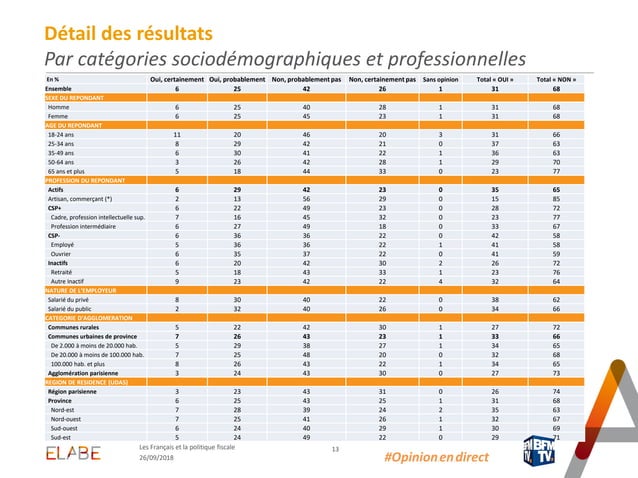 Détail des résultats
Par catégories sociodémographiques et professionnelles
En % Oui, certainement Oui, probablement Non, probablement pas Non, certainement pas Sans opinion Total « OUI » Total « NON »
Ensemble 6 25 42 26 1 31 68
SEXE DU REPONDANT
Homme 6 25 40 28 1 31 68
Femme 6 25 45 23 1 31 68
AGE DU REPONDANT
18-24 ans 11 20 46 20 3 31 66
25-34 ans 8 29 42 21 0 37 63
35-49 ans 6 30 41 22 1 36 63
50-64 ans 3 26 42 28 1 29 70
65 ans et plus 5 18 44 33 0 23 77
PROFESSION DU REPONDANT
Actifs 6 29 42 23 0 35 65
Artisan, commerçant (*) 2 13 56 29 0 15 85
CSP+ 6 22 49 23 0 28 72
Cadre, profession intellectuelle sup. 7 16 45 32 0 23 77
Profession intermédiaire 6 27 49 18 0 33 67
CSP- 6 36 36 22 0 42 58
Employé 5 36 36 22 1 41 58
Ouvrier 6 35 37 22 0 41 59
Inactifs 6 20 42 30 2 26 72
Retraité 5 18 43 33 1 23 76
Autre inactif 9 23 42 22 4 32 64
NATURE DE L'EMPLOYEUR
Salarié du privé 8 30 40 22 0 38 62
Salarié du public 2 32 40 26 0 34 66
CATEGORIE D'AGGLOMERATION
Communes rurales 5 22 42 30 1 27 72
Communes urbaines de province 7 26 43 23 1 33 66
De 2.000 à moins de 20.000 hab. 5 29 38 27 1 34 65
De 20.000 à moins de 100.000 hab. 7 25 48 20 0 32 68
100.000 hab. et plus 8 26 43 22 1 34 65
Agglomération parisienne 3 24 43 30 0 27 73
REGION DE RESIDENCE (UDA5)
Région parisienne 3 23 43 31 0 26 74
Province 6 25 43 25 1 31 68
Nord-est 7 28 39 24 2 35 63
Nord-ouest 7 25 41 26 1 32 67
Sud-ouest 6 24 40 29 1 30 69
Sud-est 5 24 49 22 0 29 71
ELABE
Les Français et la politique fiscale
26/09/2018
13
#Opinionendirect
BFM
TV.